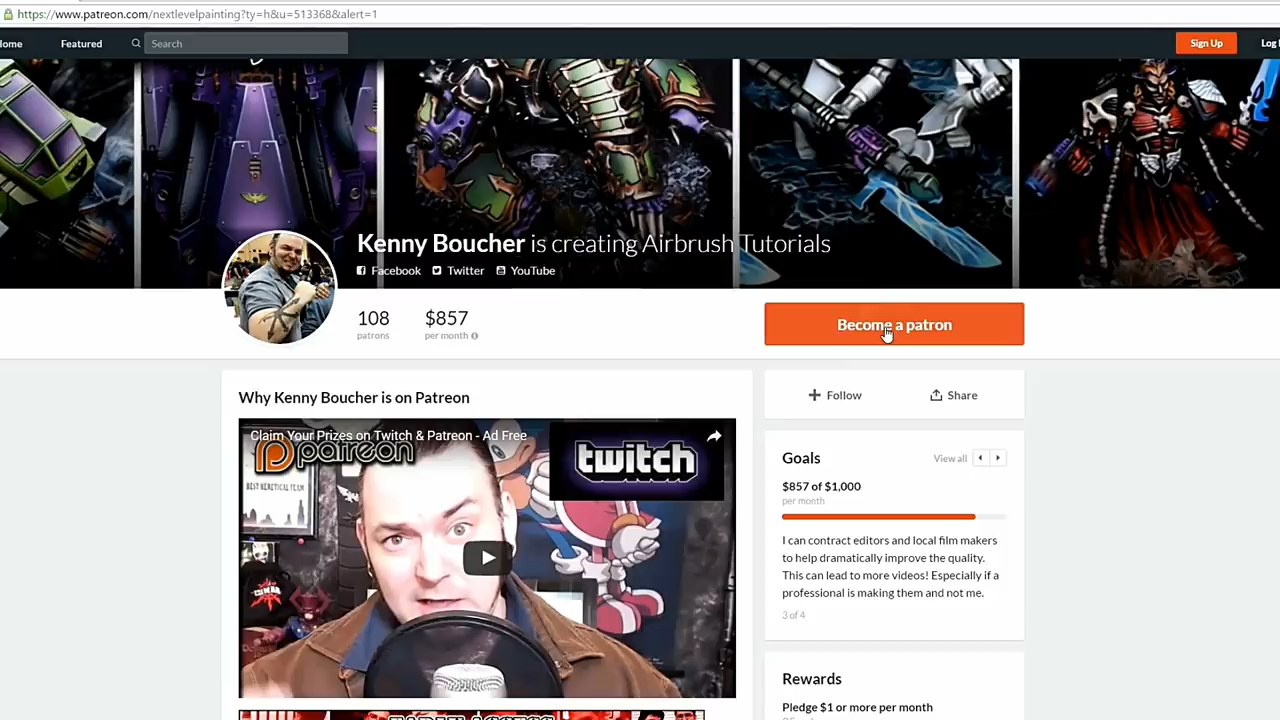 https://www.patreon.com/nextlevelpainting?ty=h&u=513368&alert=1
Home
Featured
Search
Sign Up
Log
Kenny Boucher is creating Airbrush Tutorials
Facebook
Twitter
YouTube
108
patrons
$857
per month
Become a patron
Why Kenny Boucher is on Patreon
Claim Your Prizes on Twitch & Patreon - Ad Free
patreon
twitch
BEST HERETICAL TEAM
Follow
Share
Goals
View all
$857 of $1,000
per month
I can contract editors and local film makers
to help dramatically improve the quality.
This can lead to more videos! Especially if a
professional is making them and not me.
3 of 4
Rewards
Pledge $1 or more per month